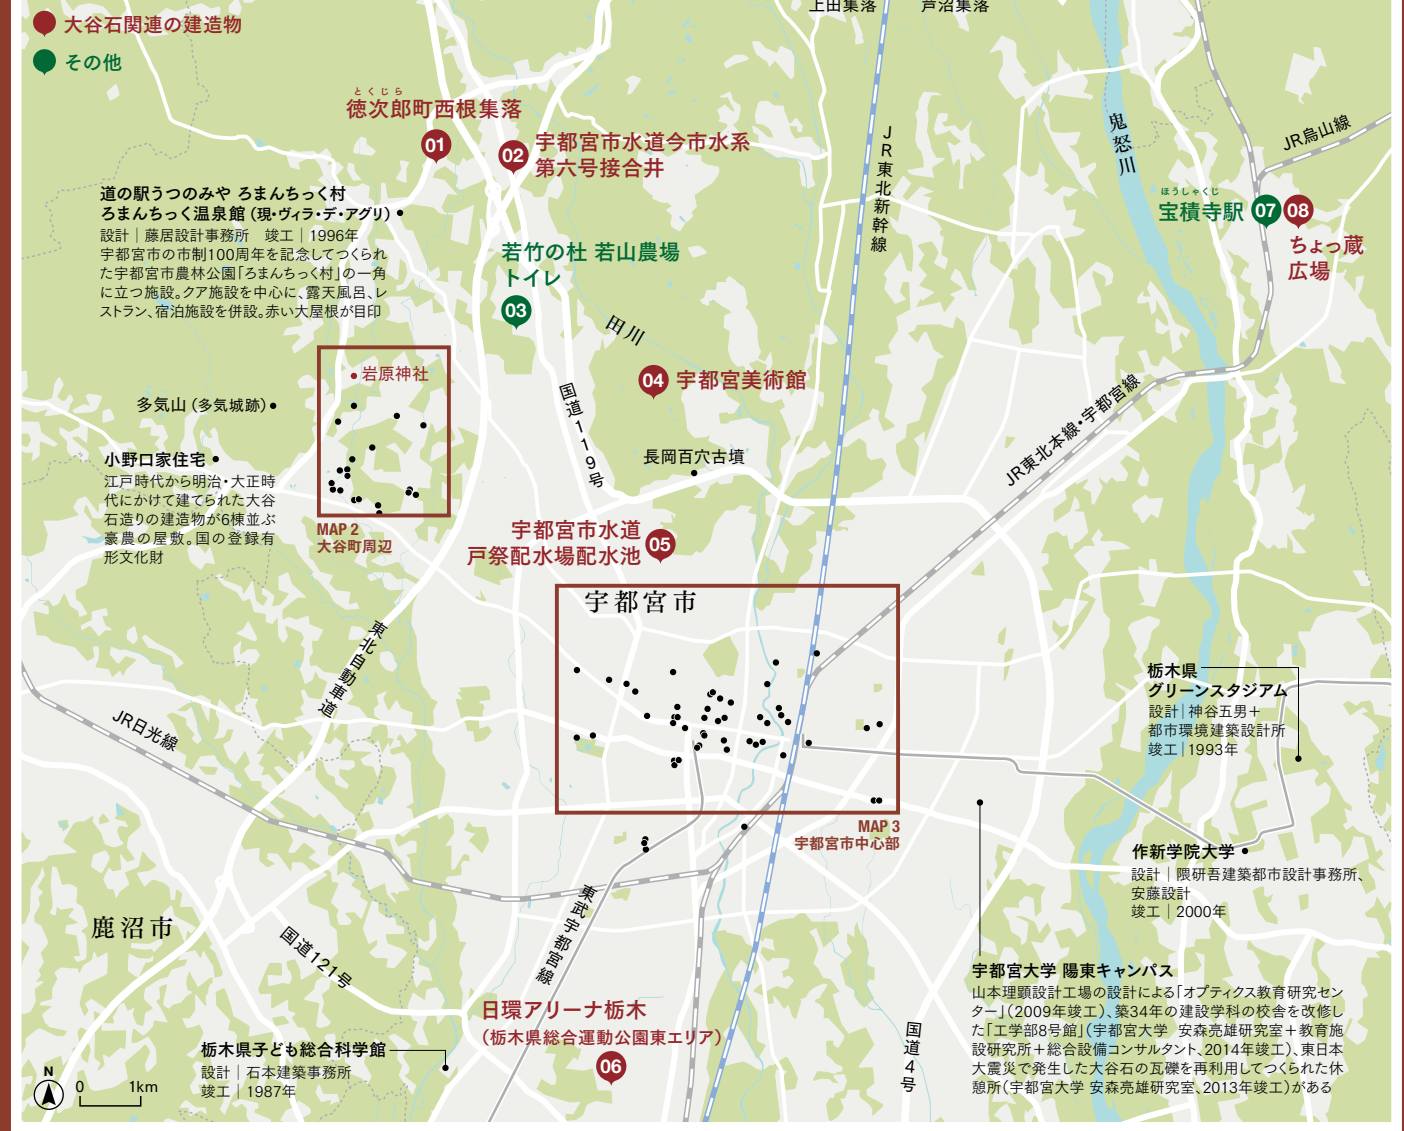 大谷石関連の建造物
その他
上田集落
芦沼集落
とくじら
徳次郎町西根集落
01
02
宇都宮市水道今市水系
第六号接合井
JR東北新幹線
鬼怒川
JR烏山線
ほうしゃくじ
宝積寺駅
07
08
ちょっ蔵
広場
道の駅うつのみや ろまんちっく村
ろまんちっく温泉館（現・ヴィラ・デ・アグリ）
設計｜藤居設計事務所　竣工｜1996年
宇都宮市の市制100周年を記念してつくられ
た宇都宮市農林公園「ろまんちっく村」の一角
に立つ施設。クア施設を中心に、露天風呂、レ
ストラン、宿泊施設を併設。赤い大屋根が目印
若竹の杜 若山農場
トイレ
03
田川
04
宇都宮美術館
岩原神社
多気山（多気城跡）
国道119号
長岡百穴古墳
JR東北本線・宇都宮線
小野口家住宅
江戸時代から明治・大正時
代にかけて建てられた大谷
石造りの建造物が6棟並ぶ
豪農の屋敷。国の登録有
形文化財
MAP 2
大谷町周辺
宇都宮市水道
戸祭配水場配水池
05
宇都宮市
東北自動車道
JR日光線
栃木県
グリーンスタジアム
設計｜神谷五男＋
都市環境建築設計所
竣工｜1993年
MAP 3
宇都宮市中心部
作新学院大学
設計｜隈研吾建築都市設計事務所、
安藤設計
竣工｜2000年
鹿沼市
国道121号
東武宇都宮線
宇都宮大学 陽東キャンパス
山本理顕設計工場の設計による「オプティクス教育研究セン
ター」（2009年竣工）、築34年の建設学科の校舎を改修し
た「工学部8号館」（宇都宮大学　安森亮雄研究室＋教育施
設研究所＋総合設備コンサルタント、2014年竣工）、東日本
大震災で発生した大谷石の瓦礫を再利用してつくられた休
憩所（宇都宮大学 安森亮雄研究室、2013年竣工）がある
日環アリーナ栃木
（栃木県総合運動公園東エリア）
06
国道4号
栃木県子ども総合科学館
設計｜石本建築事務所
竣工｜1987年
N
0
1km